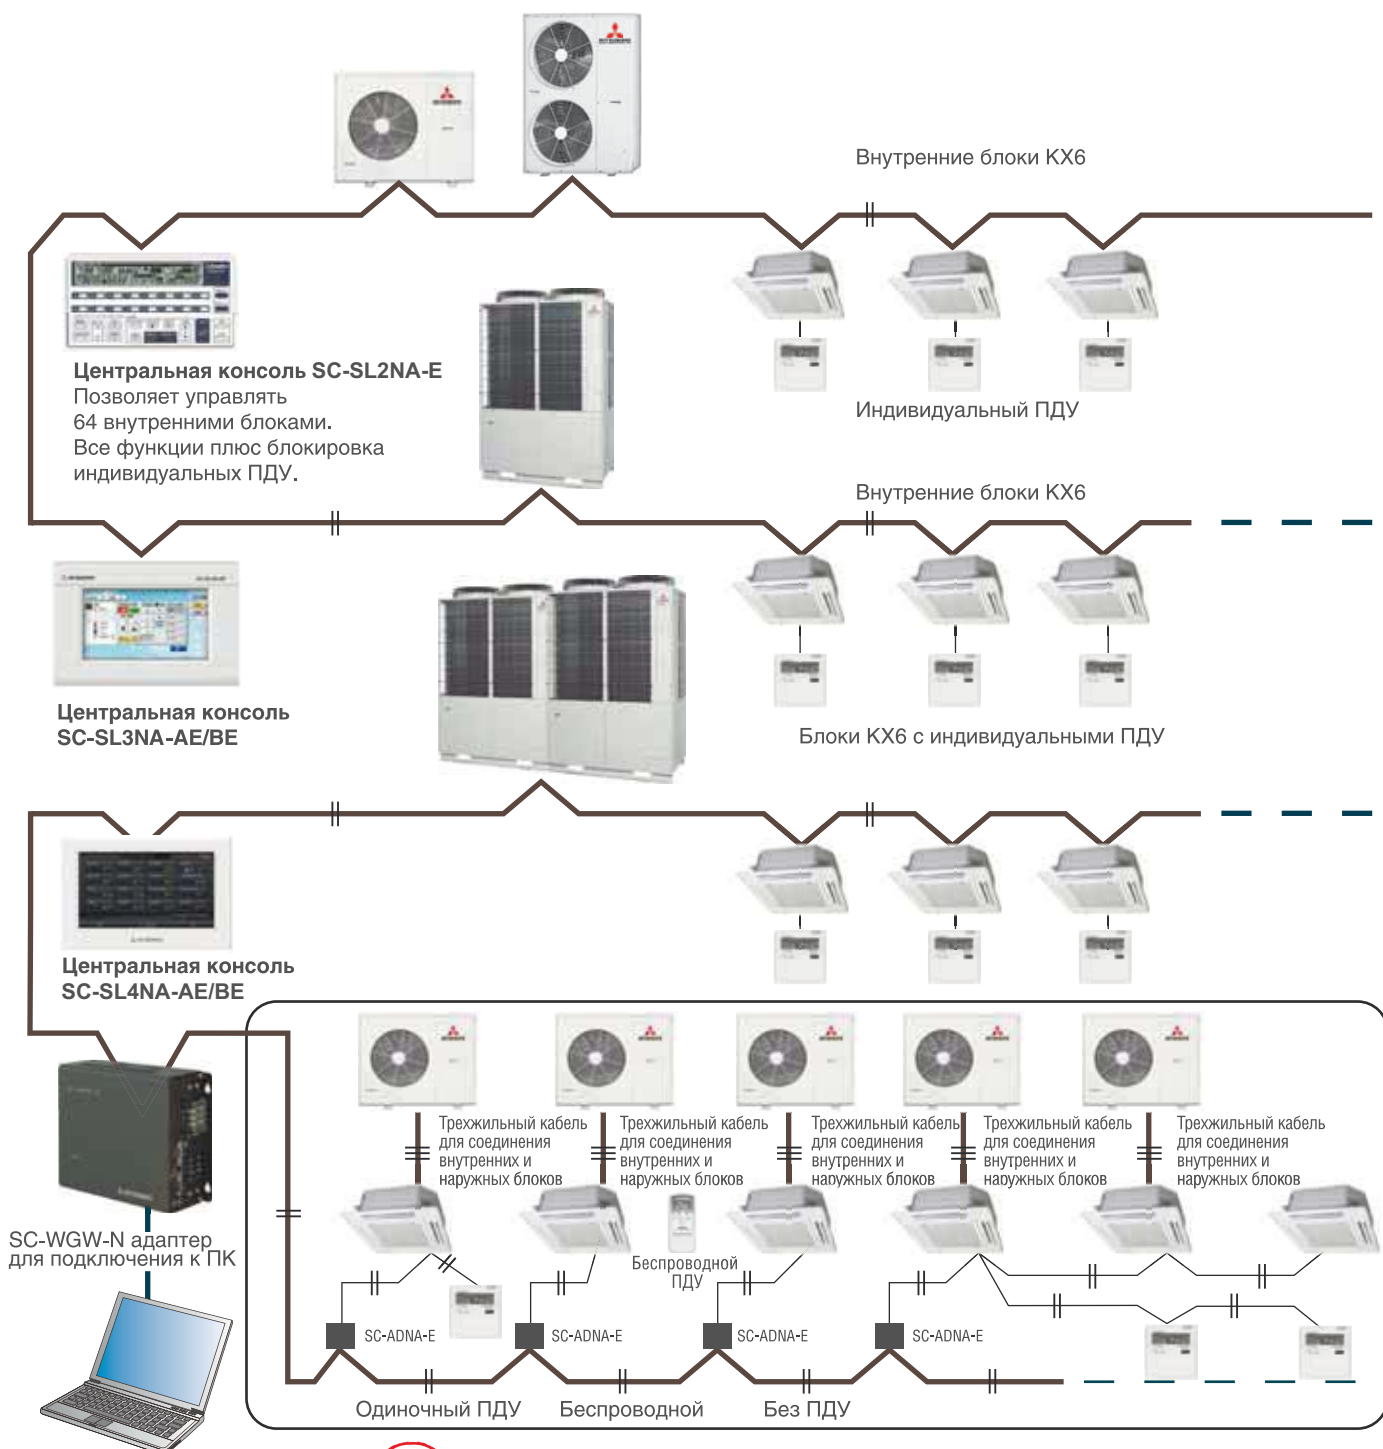 Внутренние блоки KX6
Центральная консоль SC-SL2NA-E
Позволяет управлять
64 внутренними блоками.
Все функции плюс блокировка
индивидуальных ПДУ.
Индивидуальный ПДУ
Внутренние блоки KX6
Центральная консоль
SC-SL3NA-AE/BE
Блоки KX6 с индивидуальными ПДУ
Центральная консоль
SC-SL4NA-AE/BE
SC-WGW-N адаптер
для подключения к ПК
Трехжильный кабель
для соединения
внутренних и
наружных блоков
Трехжильный кабель
для соединения
внутренних и
наружных блоков
Трехжильный кабель
для соединения
внутренних и
наружных блоков
Трехжильный кабель
для соединения
внутренних и
наружных блоков
Трехжильный кабель
для соединения
внутренних и
наружных блоков
Беспроводной
ПДУ
SC-ADNA-E
SC-ADNA-E
SC-ADNA-E
SC-ADNA-E
Одиночный ПДУ
Беспроводной
Без ПДУ